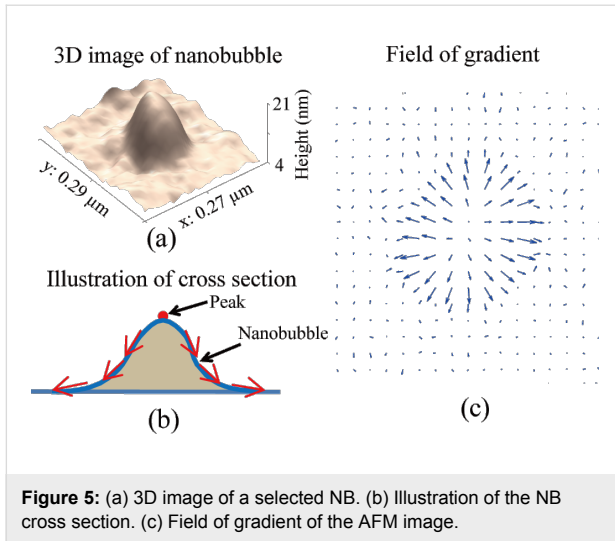 3D image of nanobubble
Field of gradient
21
Height (nm)
4
y: 0.29 μm
x: 0.27 μm
(a)
Illustration of cross section
Peak
Nanobubble
(b)
(c)
Figure 5: (a) 3D image of a selected NB. (b) Illustration of the NB
cross section. (c) Field of gradient of the AFM image.